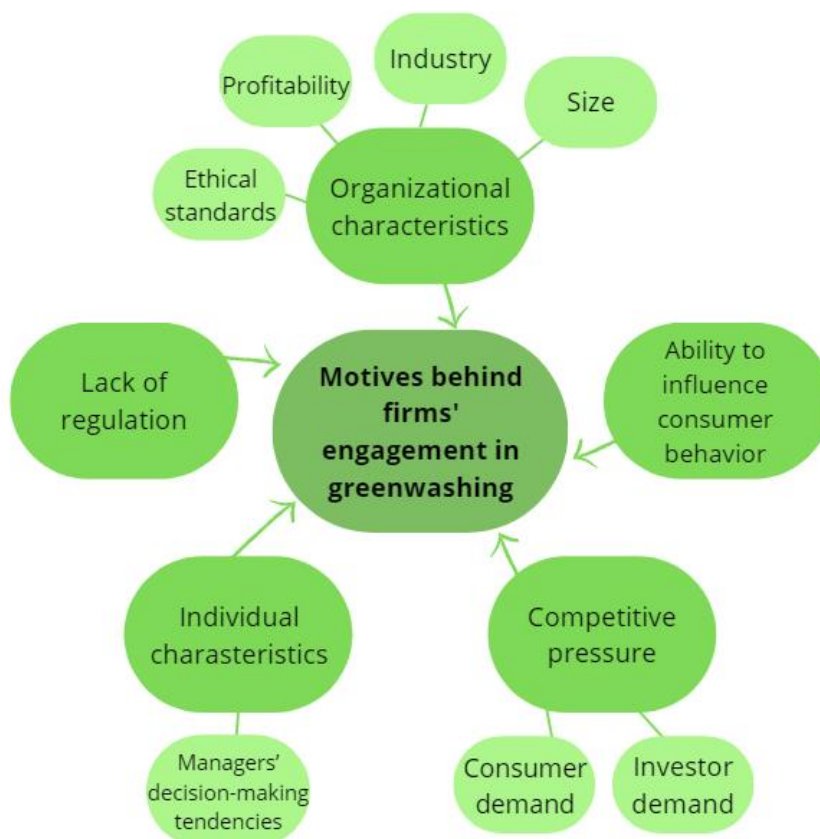 Industry
Profitability
Size
Ethical
standards
Organizational
characteristics
Lack of
regulation
Motives behind
firms'
engagement in
greenwashing
Ability to
influence
consumer
behavior
Individual
charasteristics
Competitive
pressure
Managers’
decision-making
tendencies
Consumer
demand
Investor
demand